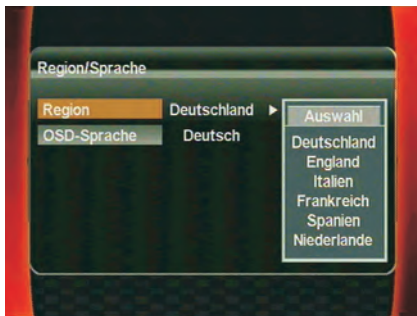 Region/Sprache
Region Deutschland ▶ Auswahl
OSD-Sprache Deutsch
Deutschland
England
Italien
Frankreich
Spanien
Niederlande